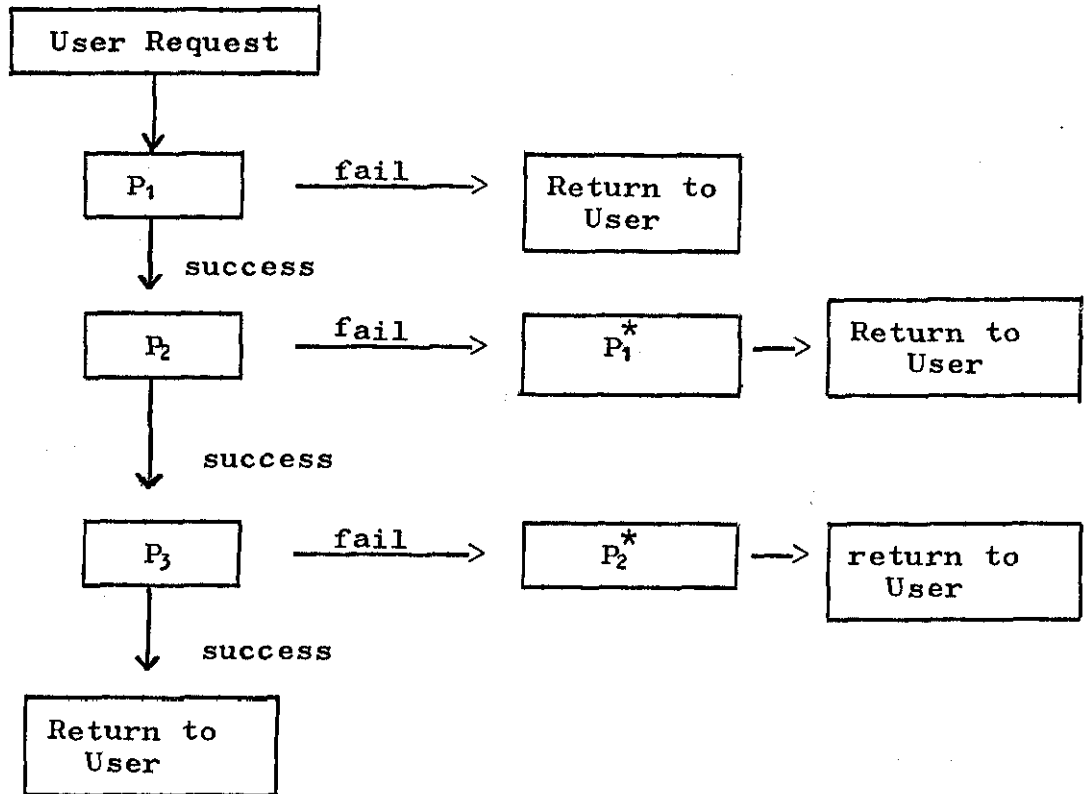 User Request
P₁
fail
Return to
User
success
P₂
fail
P₁*
Return to
User
success
P₃
fail
P₂*
return to
User
success
Return to
User